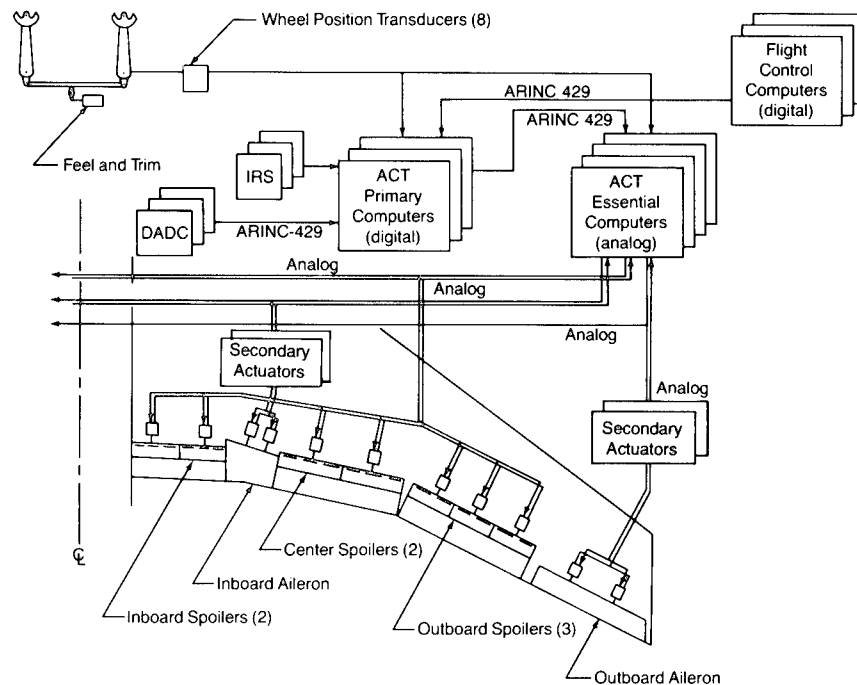 Wheel Position Transducers (8)
Flight
Control
Computers
(digital)
ARINC 429
ARINC 429
Feel and Trim
IRS
ACT
Primary
Computers
(digital)
ACT
Essential
Computers
(analog)
DADC
ARINC-429
Analog
Analog
Analog
Secondary
Actuators
Analog
Secondary
Actuators
℄
Center Spoilers (2)
Inboard Aileron
Inboard Spoilers (2)
Outboard Spoilers (3)
Outboard Aileron